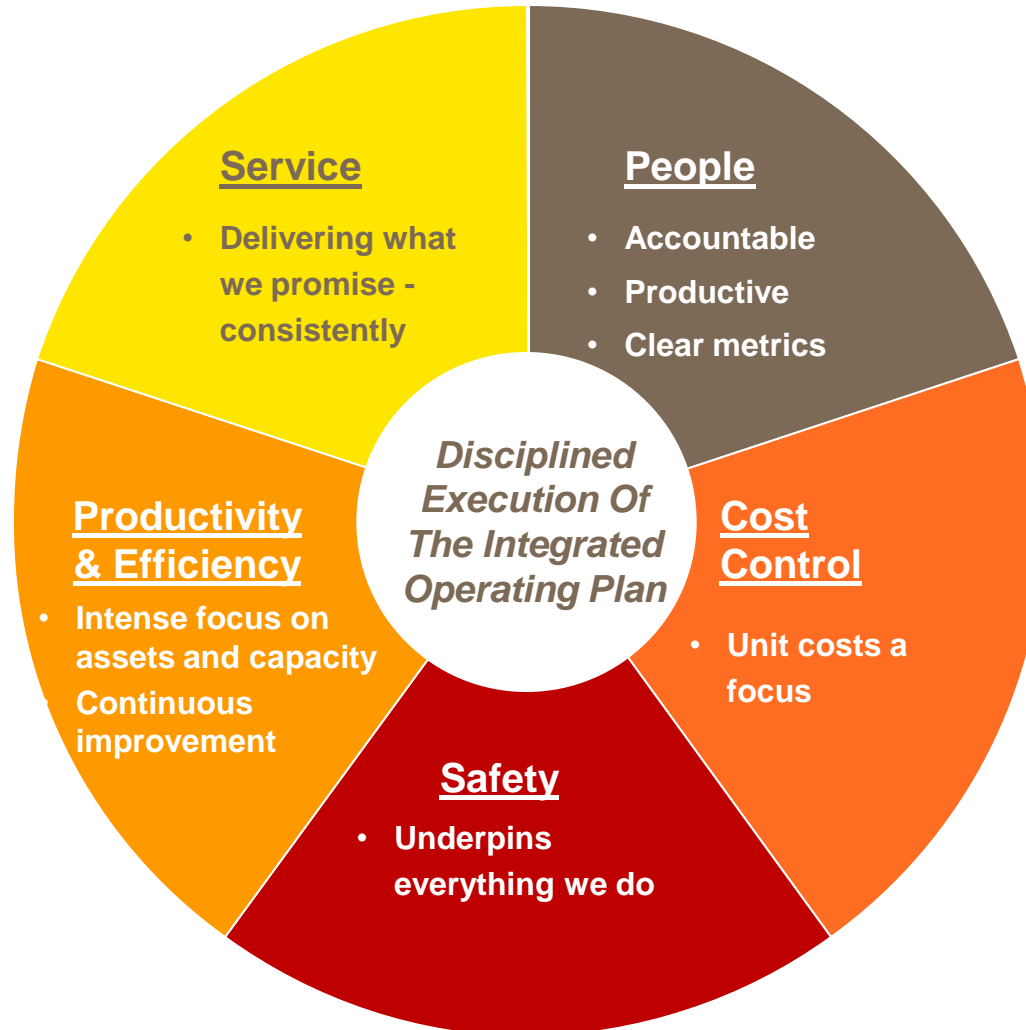 Service
• Delivering what
we promise -
consistently
People
• Accountable
• Productive
• Clear metrics
Disciplined
Execution Of
The Integrated
Operating Plan
Productivity
& Efficiency
• Intense focus on
assets and capacity
• Continuous
improvement
Cost
Control
• Unit costs a
focus
Safety
• Underpins
everything we do